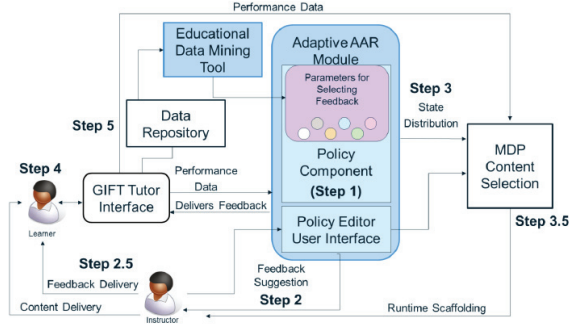 Performance Data
Educational
Data Mining
Tool
Adaptive AAR
Module
Parameters for
Selecting
Feedback
Step 3
State
Distribution
Step 5
Data
Repository
MDP
Content
Selection
Step 4
Performance
Data
Policy
Component
(Step 1)
GIFT Tutor
Interface
Delivers Feedback
Learner
Policy Editor
User Interface
Step 3.5
Step 2.5
Feedback Delivery
Feedback
Suggestion
Step 2
Content Delivery
Instructor
Runtime Scaffolding